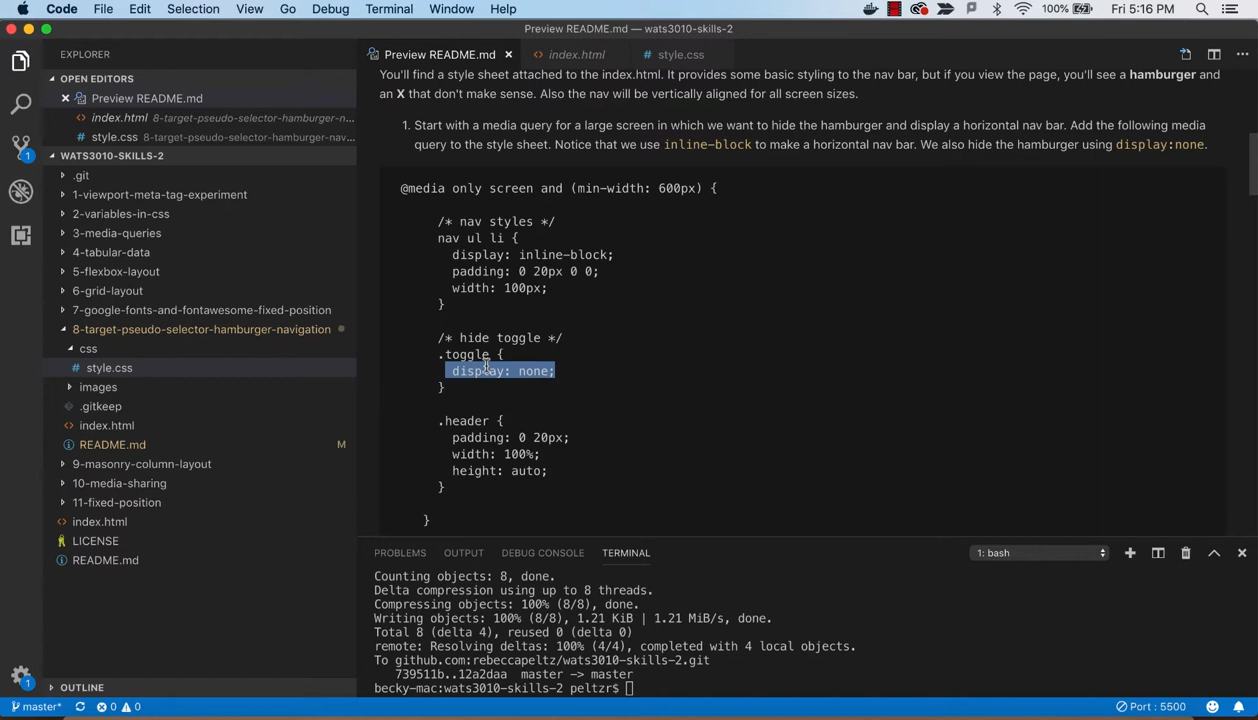 Code File Edit Selection View Go Debug Terminal Window Help 100% Fri 5:16 PM
Preview README.md — wats3010-skills-2
EXPLORER
Preview README.md
index.html
style.css
OPEN EDITORS
Preview README.md
index.html 8-target-pseudo-selector-hamburger-n...
style.css 8-target-pseudo-selector-hamburger-nav...
WATS3010-SKILLS-2
.git
1-viewport-meta-tag-experiment
2-variables-in-css
3-media-queries
4-tabular-data
5-flexbox-layout
6-grid-layout
7-google-fonts-and-fontawesome-fixed-position
8-target-pseudo-selector-hamburger-navigation
css
style.css
images
.gitkeep
index.html
README.md M
9-masonry-column-layout
10-media-sharing
11-fixed-position
index.html
LICENSE
README.md
OUTLINE
You'll find a style sheet attached to the index.html. It provides some basic styling to the nav bar, but if you view the page, you'll see a hamburger and
an X that don't make sense. Also the nav will be vertically aligned for all screen sizes.
1. Start with a media query for a large screen in which we want to hide the hamburger and display a horizontal nav bar. Add the following media
query to the style sheet. Notice that we use inline-block to make a horizontal nav bar. We also hide the hamburger using display:none.
@media only screen and (min-width: 600px) {
/* nav styles */
nav ul li {
display: inline-block;
padding: 0 20px 0 0;
width: 100px;
}
/* hide toggle */
.toggle {
display: none;
}
.header {
padding: 0 20px;
width: 100%;
height: auto;
}
}
PROBLEMS OUTPUT DEBUG CONSOLE TERMINAL 1: bash
Counting objects: 8, done.
Delta compression using up to 8 threads.
Compressing objects: 100% (8/8), done.
Writing objects: 100% (8/8), 1.21 KiB | 1.21 MiB/s, done.
Total 8 (delta 4), reused 0 (delta 0)
remote: Resolving deltas: 100% (4/4), completed with 4 local objects.
To github.com:rebeccapeltz/wats3010-skills-2.git
739511b..12a2daa master -> master
becky-mac:wats3010-skills-2 peltzr$
1
1
master* 0 0 Port : 5500